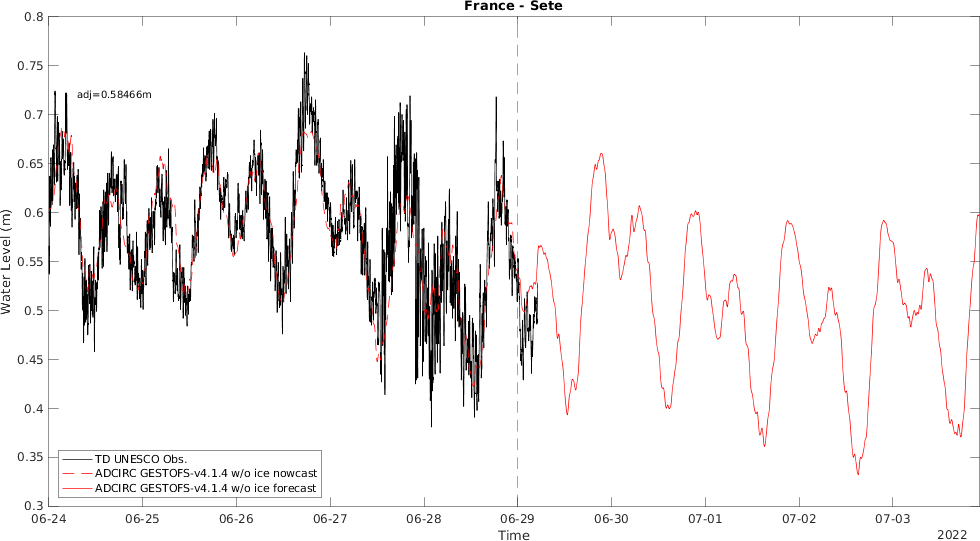 France - Sete
0.8
0.75
0.7
0.65
0.6
0.55
0.5
0.45
0.4
0.35
0.3
Water Level (m)
adj=0.58466m
TD UNESCO Obs.
ADCIRC GESTOFS-v4.1.4 w/o ice nowcast
ADCIRC GESTOFS-v4.1.4 w/o ice forecast
06-24 06-25 06-26 06-27 06-28 06-29 06-30 07-01 07-02 07-03
Time
2022